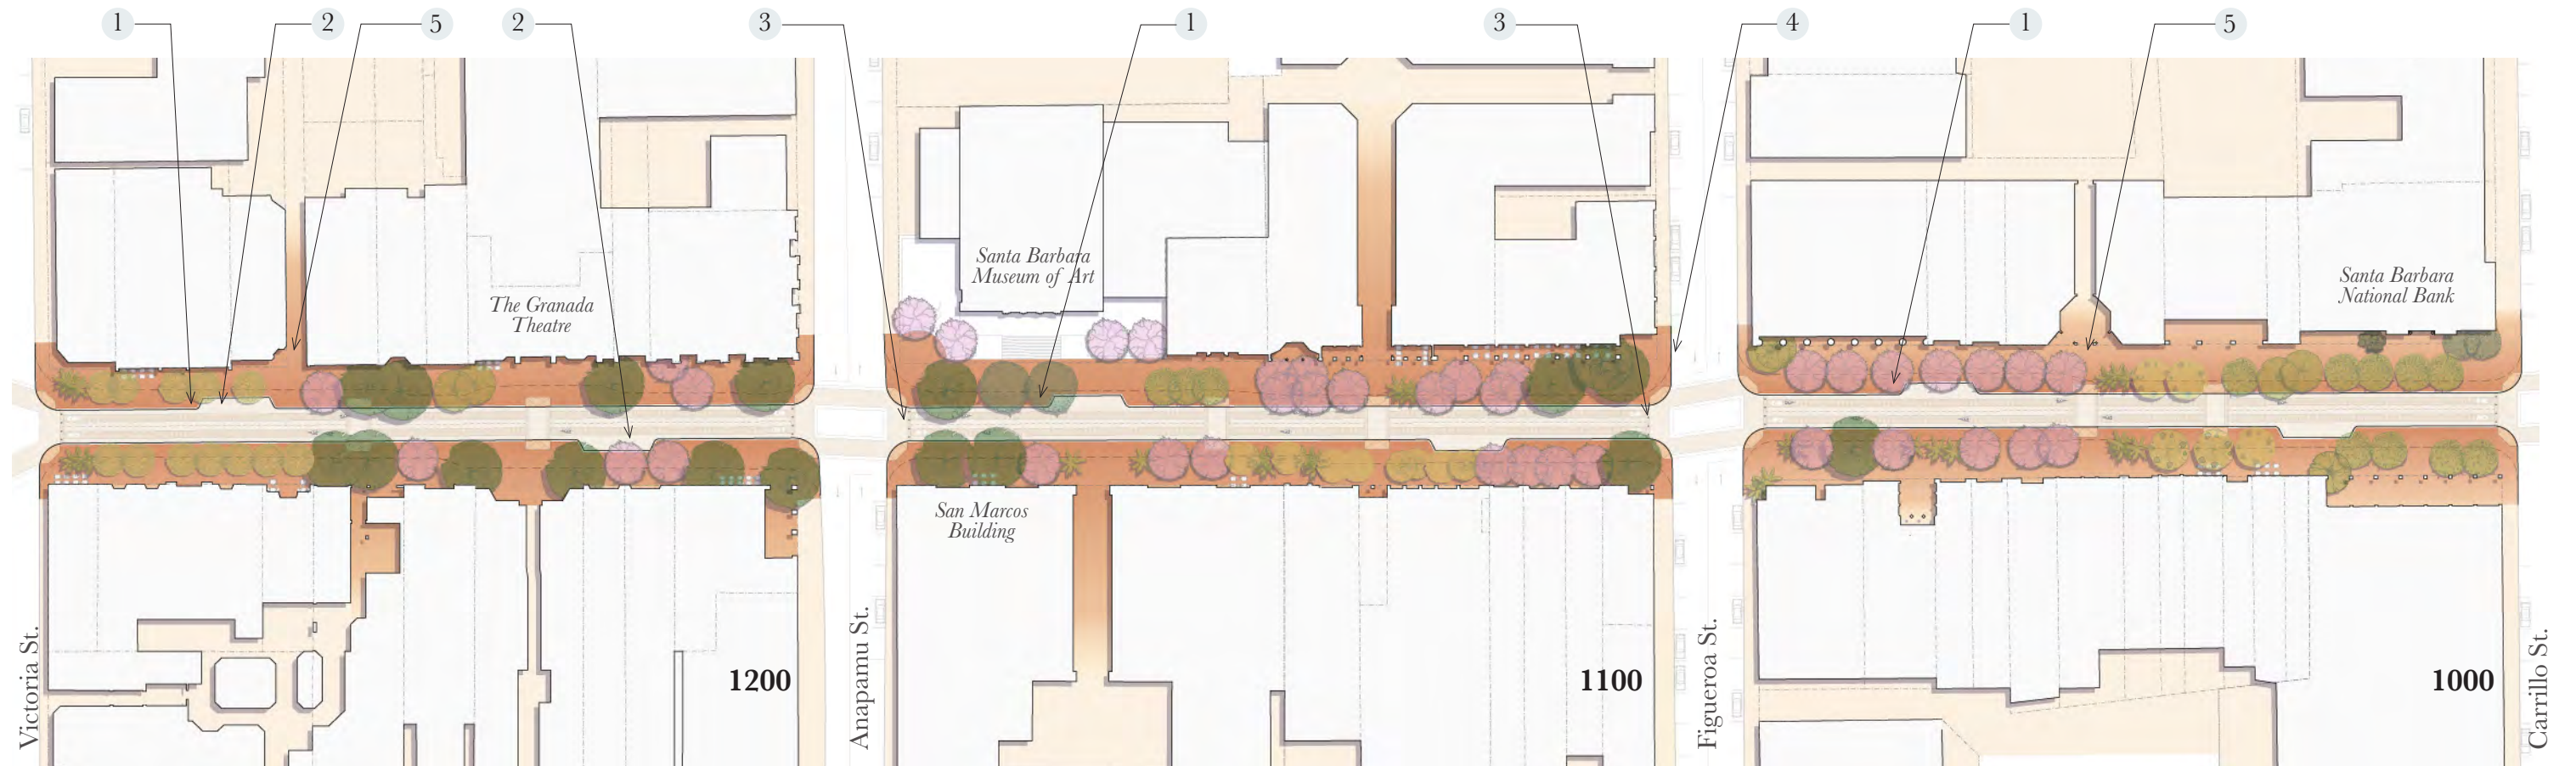 1
2
5
2
3
1
3
4
1
5
The Granada
Theatre
Santa Barbara
Museum of Art
Santa Barbara
National Bank
San Marcos
Building
Victoria St.
1200
Anapamu St.
1100
Figueroa St.
1000
Carrillo St.